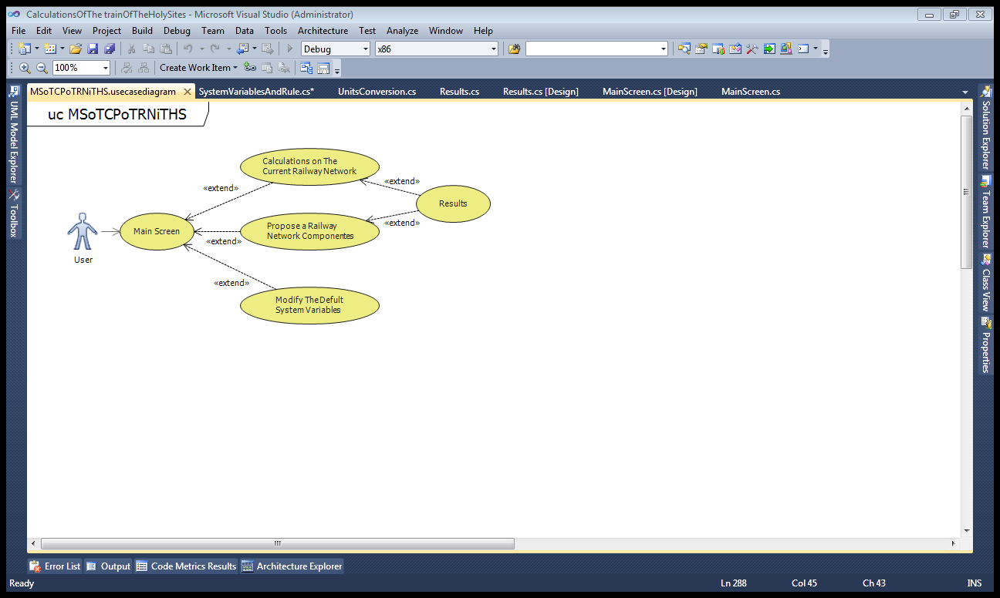 CalculationsOfThe trainOfTheHolySites - Microsoft Visual Studio (Administrator)
File Edit View Project Build Debug Team Data Tools Architecture Test Analyze Window Help
Debug x86
100% Create Work Item
MSoTCPoTRNiTHS.usecasediagram SystemVariablesAndRule.cs* UnitsConversion.cs Results.cs Results.cs [Design] MainScreen.cs [Design] MainScreen.cs
UML Model Explorer
Toolbox
uc MSoTCPoTRNiTHS
Calculations on The
Current Railway Network
«extend»
«extend»
Results
Main Screen
Propose a Railway
Network Componentes
«extend»
«extend»
User
«extend»
Modify The Defult
System Variables
Solution Explorer
Team Explorer
Class View
Properties
Error List Output Code Metrics Results Architecture Explorer
Ready Ln 288 Col 45 Ch 43 INS